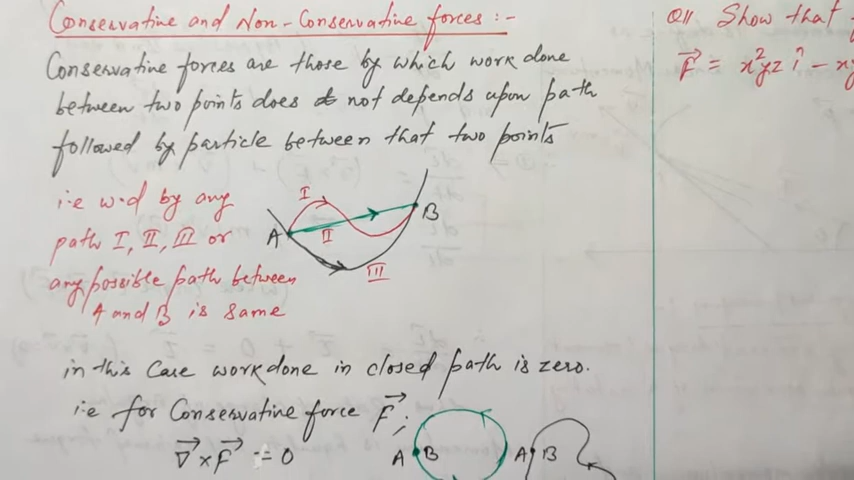 Conservative and Non-Conservative forces :-
Conservative forces are those by which work done
between two points does not depends upon path
followed by particle between that two points
i.e w.d by any
path I, II, III or
any possible path between
A and B is same
I
II
III
A
B
in this case work done in closed path is zero.
i.e for Conservative force F⃗;
∇⃗×F⃗ = 0
A B
A B
Q11 Show that
F⃗ = x²yz î - x